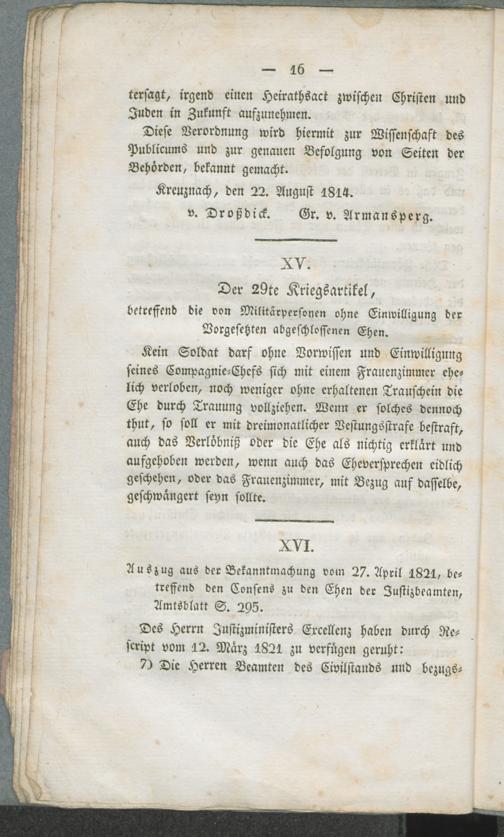 — 16 —
tersagt, irgend einen Heirathsact zwischen Christen und
Juden in Zukunft aufzunehmen.
Diese Verordnung wird hiermit zur Wissenschaft des
Publicums und zur genauen Befolgung von Seiten der
Behörden, bekannt gemacht.
Kreuznach, den 22. August 1814.
v. Droßdick. Gr. v. Armansperg.
XV.
Der 29te Kriegsartikel,
betreffend die von Militärpersonen ohne Einwilligung der
Vorgesetzten abgeschlossenen Ehen.
Kein Soldat darf ohne Vorwissen und Einwilligung
seines Compagnie-Chefs sich mit einem Frauenzimmer ehe-
lich verloben, noch weniger ohne erhaltenen Trauschein die
Ehe durch Trauung vollziehen. Wenn er solches dennoch
thut, so soll er mit dreimonatlicher Vestungsstrafe bestraft,
auch das Verlöbniß oder die Ehe als nichtig erklärt und
aufgehoben werden, wenn auch das Eheversprechen eidlich
geschehen, oder das Frauenzimmer, mit Bezug auf dasselbe,
geschwängert seyn sollte.
XVI.
Auszug aus der Bekanntmachung vom 27. April 1821, be-
treffend den Consens zu den Ehen der Justizbeamten,
Amtsblatt S. 295.
Des Herrn Justizministers Excellenz haben durch Re-
script vom 12. März 1821 zu verfügen geruht:
7) Die Herren Beamten des Civilstands und bezugs-